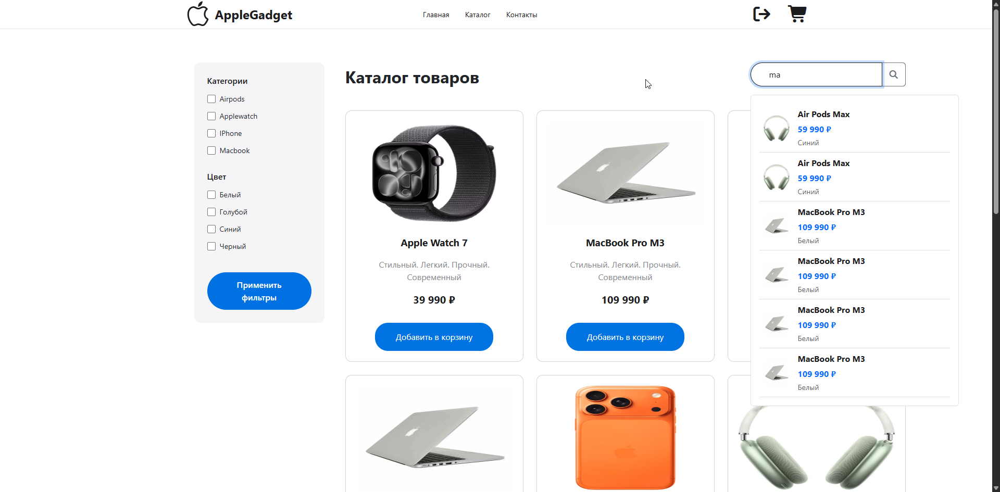 AppleGadget
Главная
Каталог
Контакты
Категории
Airpods
Applewatch
IPhone
Macbook
Цвет
Белый
Голубой
Синий
Черный
Применить
фильтры
Каталог товаров
ma
Apple Watch 7
Стильный. Легкий. Прочный.
Современный
39 990 ₽
Добавить в корзину
MacBook Pro M3
Стильный. Легкий. Прочный.
Современный
109 990 ₽
Добавить в корзину
Air Pods Max
59 990 ₽
Синий
Air Pods Max
59 990 ₽
Синий
MacBook Pro M3
109 990 ₽
Белый
MacBook Pro M3
109 990 ₽
Белый
MacBook Pro M3
109 990 ₽
Белый
MacBook Pro M3
109 990 ₽
Белый